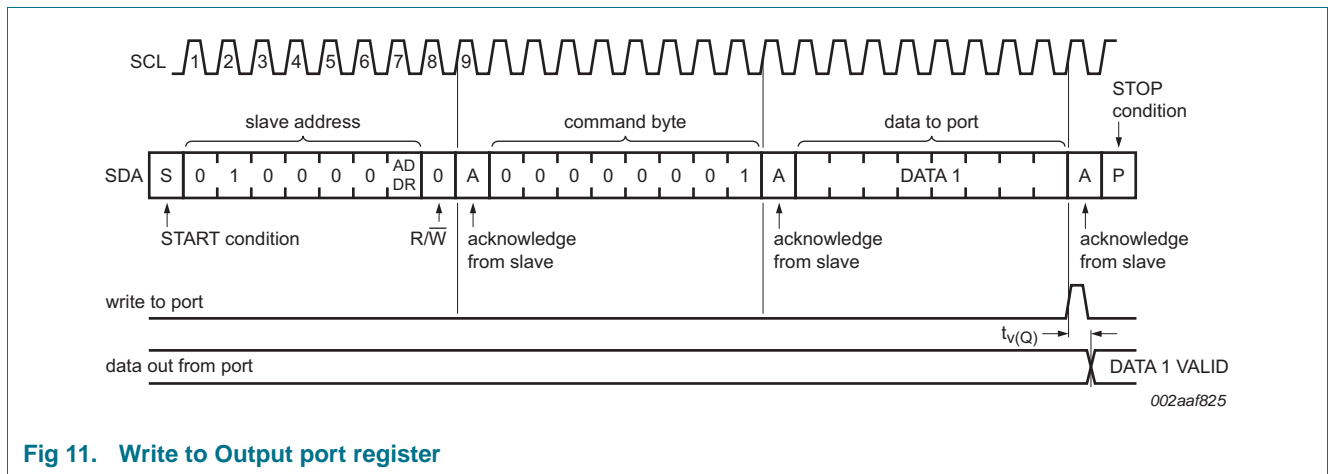 SCL 1 2 3 4 5 6 7 8 9
STOP
condition
slave address command byte data to port
SDA S 0 1 0 0 0 0 AD DR 0 A 0 0 0 0 0 0 0 1 A DATA 1 A P
START condition R/W̅ acknowledge from slave acknowledge from slave acknowledge from slave
write to port
tv(Q)
data out from port DATA 1 VALID
002aaf825
Fig 11. Write to Output port register